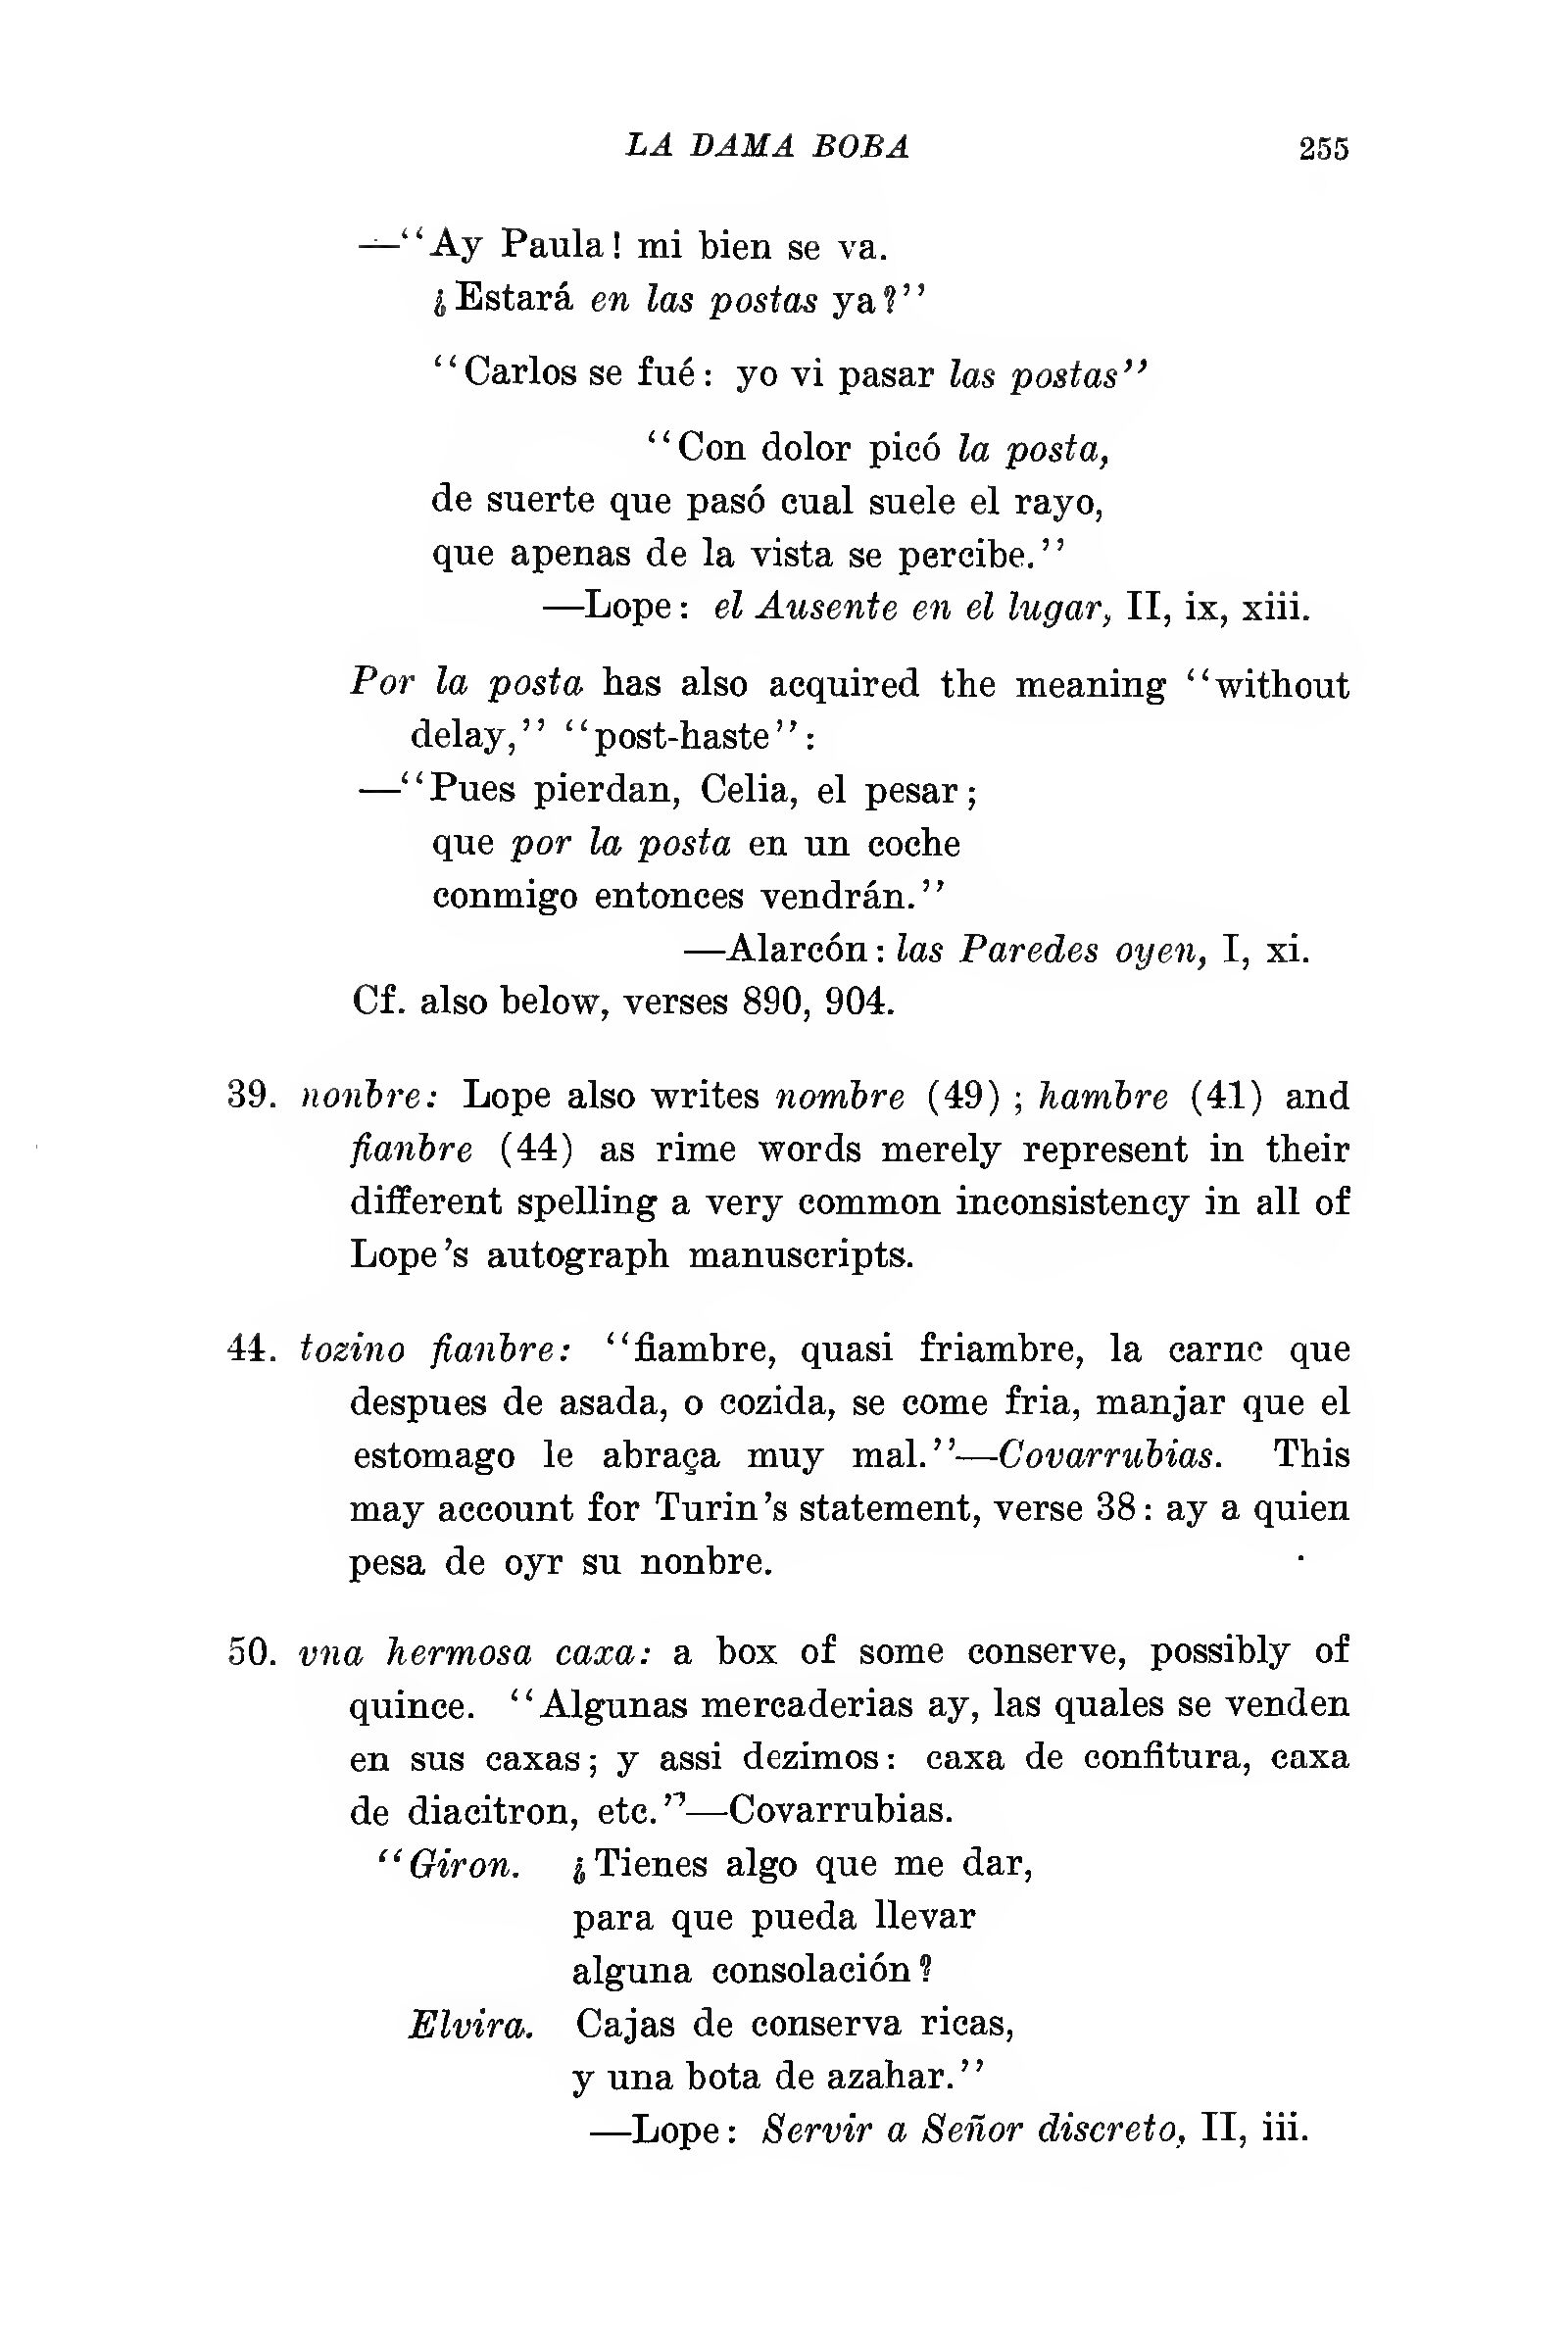 LA DAMA BOBA 255
—“Ay Paula! mi bien se va.
¿Estará en las postas ya?”
“Carlos se fué: yo vi pasar las postas”
“Con dolor picó la posta,
de suerte que pasó cual suele el rayo,
que apenas de la vista se percibe.”
—Lope: el Ausente en el lugar, II, ix, xiii.
Por la posta has also acquired the meaning “without
delay,” “post-haste”:
—“Pues pierdan, Celia, el pesar;
que por la posta en un coche
conmigo entonces vendrán.”
—Alarcón: las Paredes oyen, I, xi.
Cf. also below, verses 890, 904.
39. nonbre: Lope also writes nombre (49); hambre (41) and
fianbre (44) as rime words merely represent in their
different spelling a very common inconsistency in all of
Lope's autograph manuscripts.
44. tozino fianbre: “fiambre, quasi friambre, la carne que
despues de asada, o cozida, se come fria, manjar que el
estomago le abraça muy mal.”—Covarrubias. This
may account for Turin's statement, verse 38: ay a quien
pesa de oyr su nonbre.
50. vna hermosa caxa: a box of some conserve, possibly of
quince. “Algunas mercaderias ay, las quales se venden
en sus caxas; y assi dezimos: caxa de confitura, caxa
de diacitron, etc.”—Covarrubias.
“Giron. ¿Tienes algo que me dar,
para que pueda llevar
alguna consolación?
Elvira. Cajas de conserva ricas,
y una bota de azahar.”
—Lope: Servir a Señor discreto, II, iii.